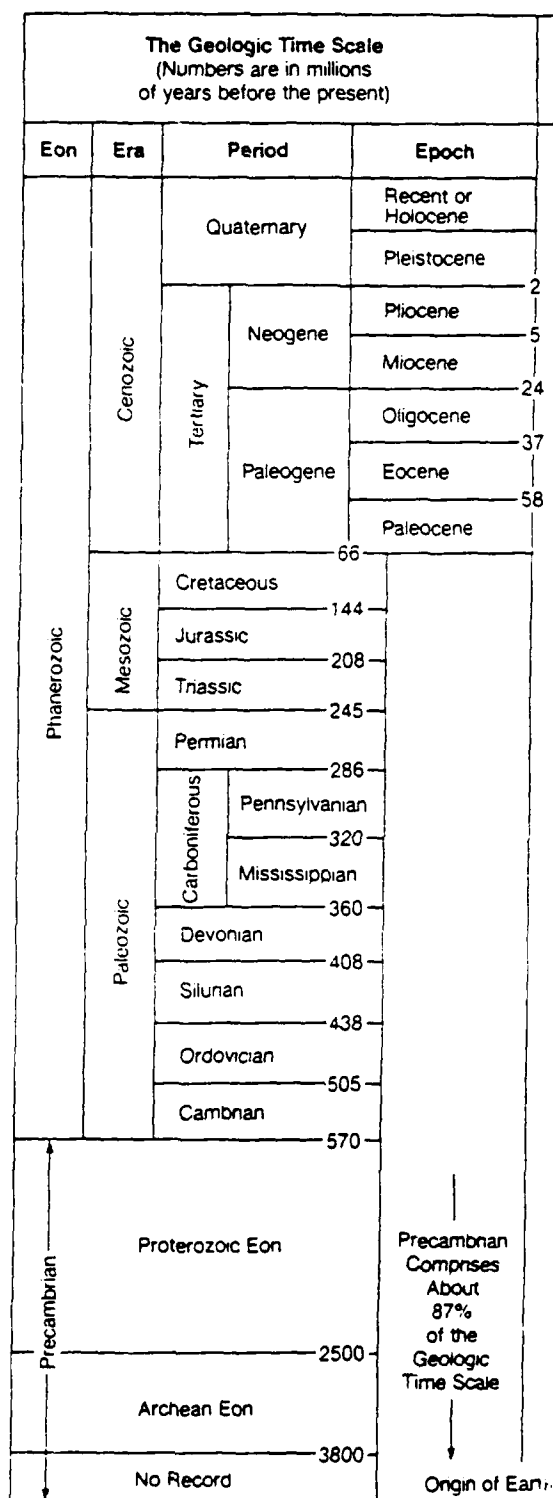 The Geologic Time Scale
(Numbers are in millions
of years before the present)
Eon Era Period Epoch
Phanerozoic
Cenozoic
Quaternary
Recent or
Holocene
Pleistocene
2
Tertiary
Neogene
Pliocene
5
Miocene
24
Paleogene
Oligocene
37
Eocene
58
Paleocene
66
Mesozoic
Cretaceous
144
Jurassic
208
Triassic
245
Paleozoic
Permian
286
Carboniferous
Pennsylvanian
320
Mississippian
360
Devonian
408
Silurian
438
Ordovician
505
Cambrian
570
Precambrian
Proterozoic Eon
2500
Archean Eon
3800
No Record
Precambrian
Comprises
About
87%
of the
Geologic
Time Scale
Origin of Earth